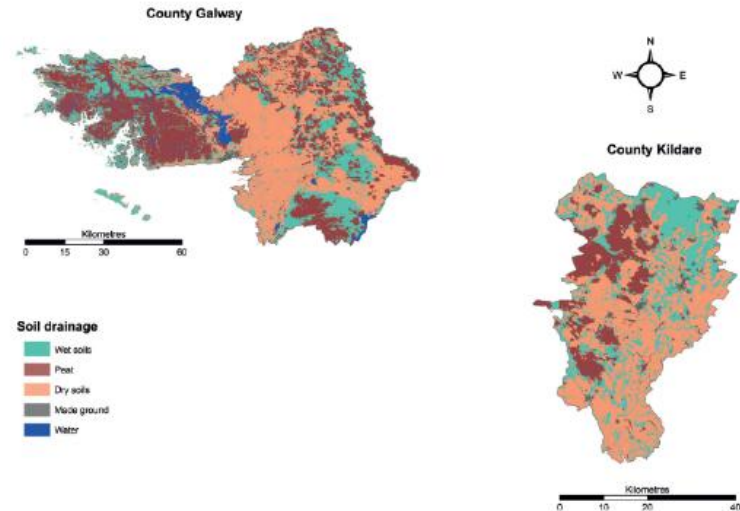 County Galway
N
W E
S
County Kildare
Kilometres
0 15 30 60
Soil drainage
Wet soils
Peat
Dry soils
Made ground
Water
Kilometres
0 10 20 40